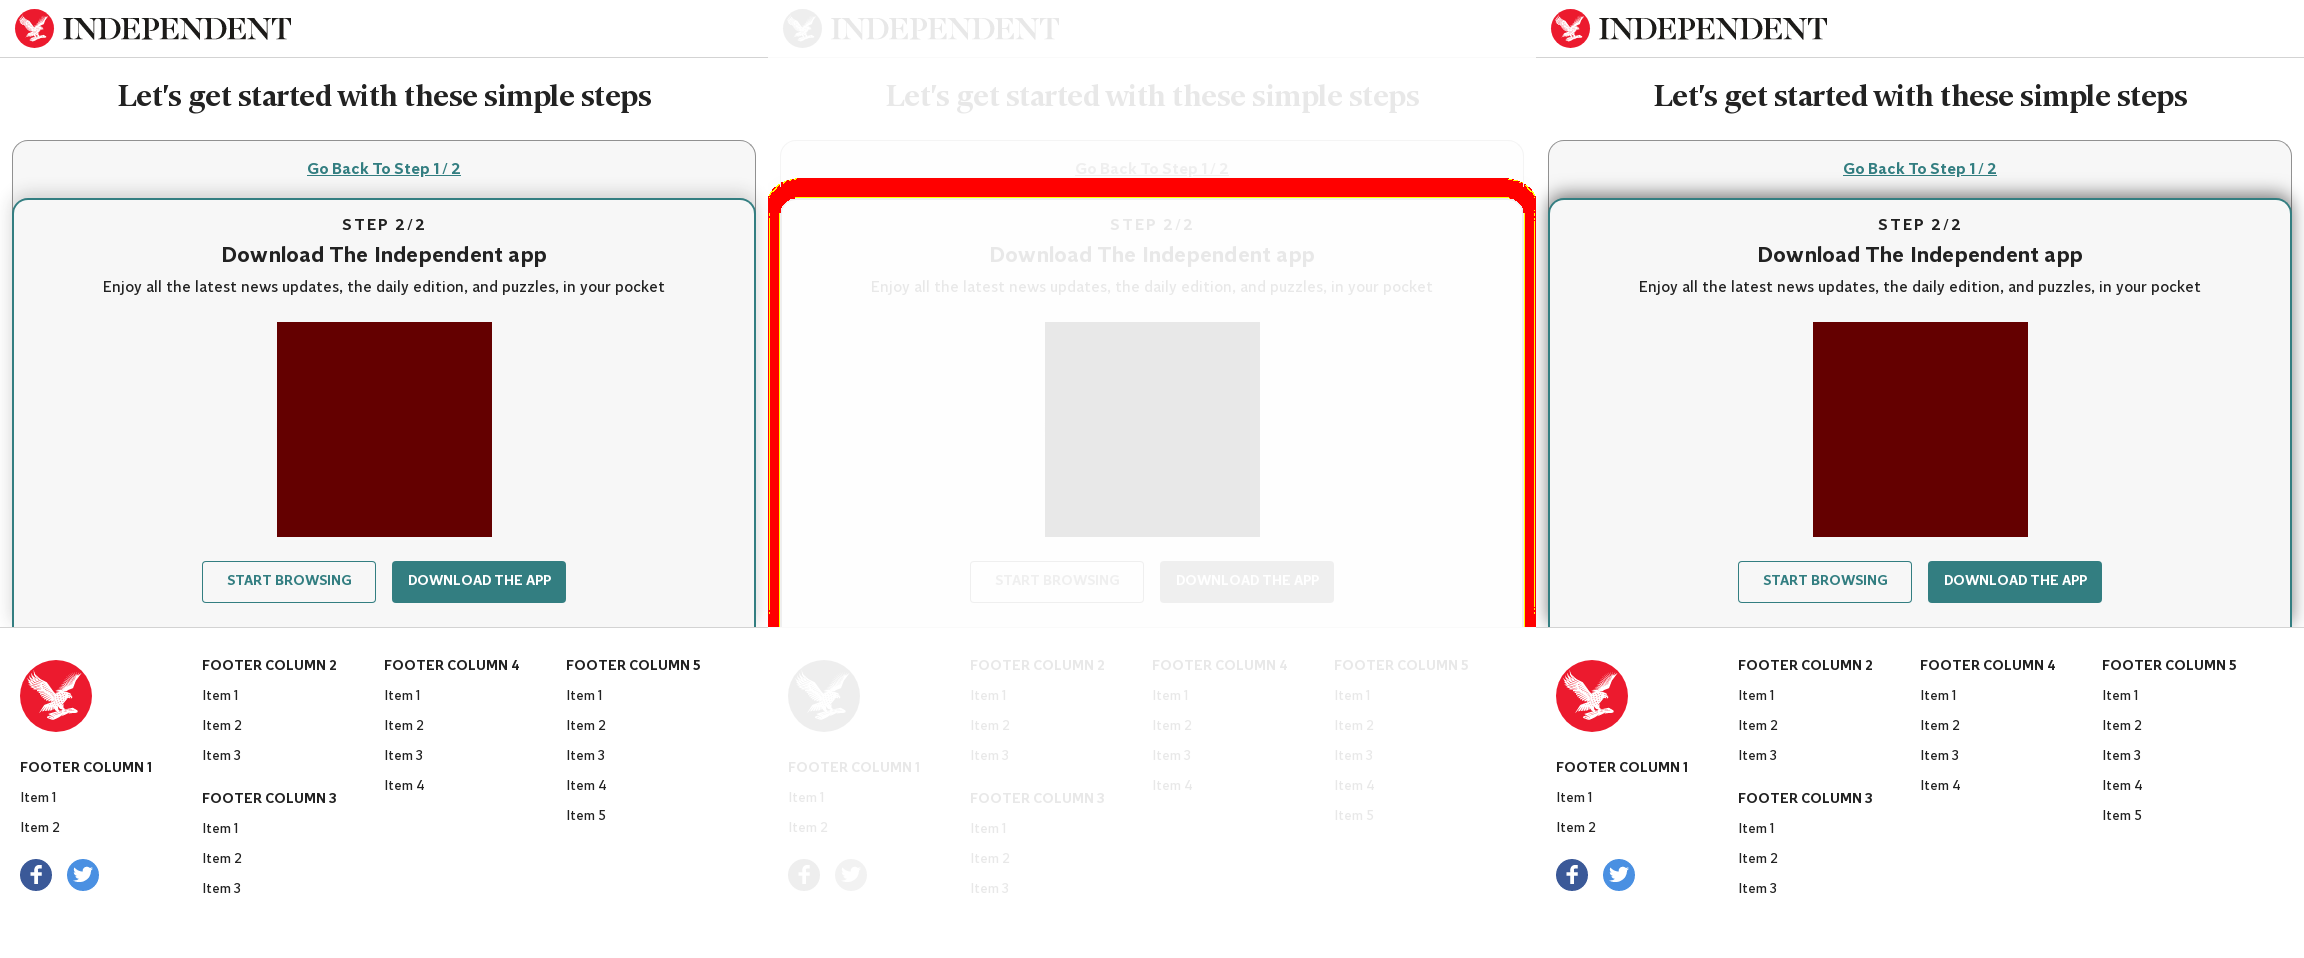 INDEPENDENT
Let's get started with these simple steps
Go Back To Step 1 / 2
STEP 2/2
Download The Independent app
Enjoy all the latest news updates, the daily edition, and puzzles, in your pocket
START BROWSING
DOWNLOAD THE APP
FOOTER COLUMN 1
Item 1
Item 2
FOOTER COLUMN 2
Item 1
Item 2
Item 3
FOOTER COLUMN 3
Item 1
Item 2
Item 3
FOOTER COLUMN 4
Item 1
Item 2
Item 3
Item 4
FOOTER COLUMN 5
Item 1
Item 2
Item 3
Item 4
Item 5
INDEPENDENT
Let's get started with these simple steps
Go Back To Step 1 / 2
STEP 2/2
Download The Independent app
Enjoy all the latest news updates, the daily edition, and puzzles, in your pocket
START BROWSING
DOWNLOAD THE APP
FOOTER COLUMN 1
Item 1
Item 2
FOOTER COLUMN 2
Item 1
Item 2
Item 3
FOOTER COLUMN 3
Item 1
Item 2
Item 3
FOOTER COLUMN 4
Item 1
Item 2
Item 3
Item 4
FOOTER COLUMN 5
Item 1
Item 2
Item 3
Item 4
Item 5
INDEPENDENT
Let's get started with these simple steps
Go Back To Step 1 / 2
STEP 2/2
Download The Independent app
Enjoy all the latest news updates, the daily edition, and puzzles, in your pocket
START BROWSING
DOWNLOAD THE APP
FOOTER COLUMN 1
Item 1
Item 2
FOOTER COLUMN 2
Item 1
Item 2
Item 3
FOOTER COLUMN 3
Item 1
Item 2
Item 3
FOOTER COLUMN 4
Item 1
Item 2
Item 3
Item 4
FOOTER COLUMN 5
Item 1
Item 2
Item 3
Item 4
Item 5